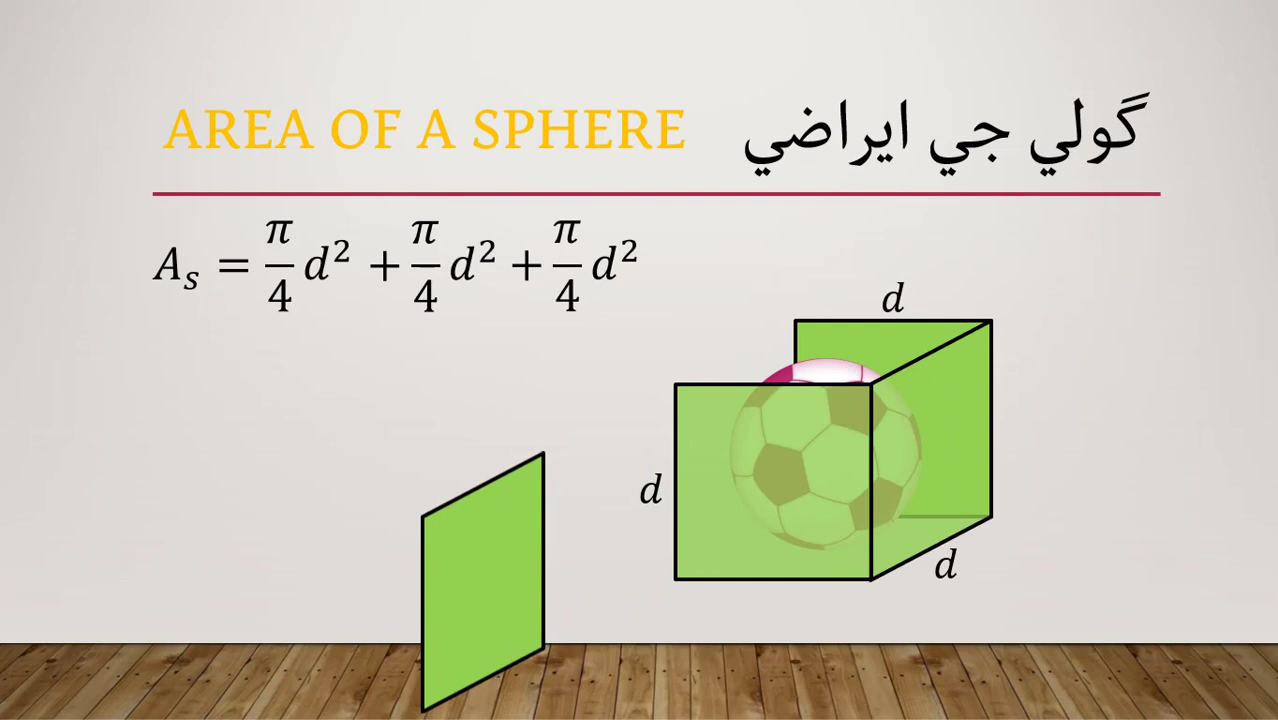 AREA OF A SPHERE گولي جي ايراضي
A_s = π/4 d² + π/4 d² + π/4 d²
d
d
d